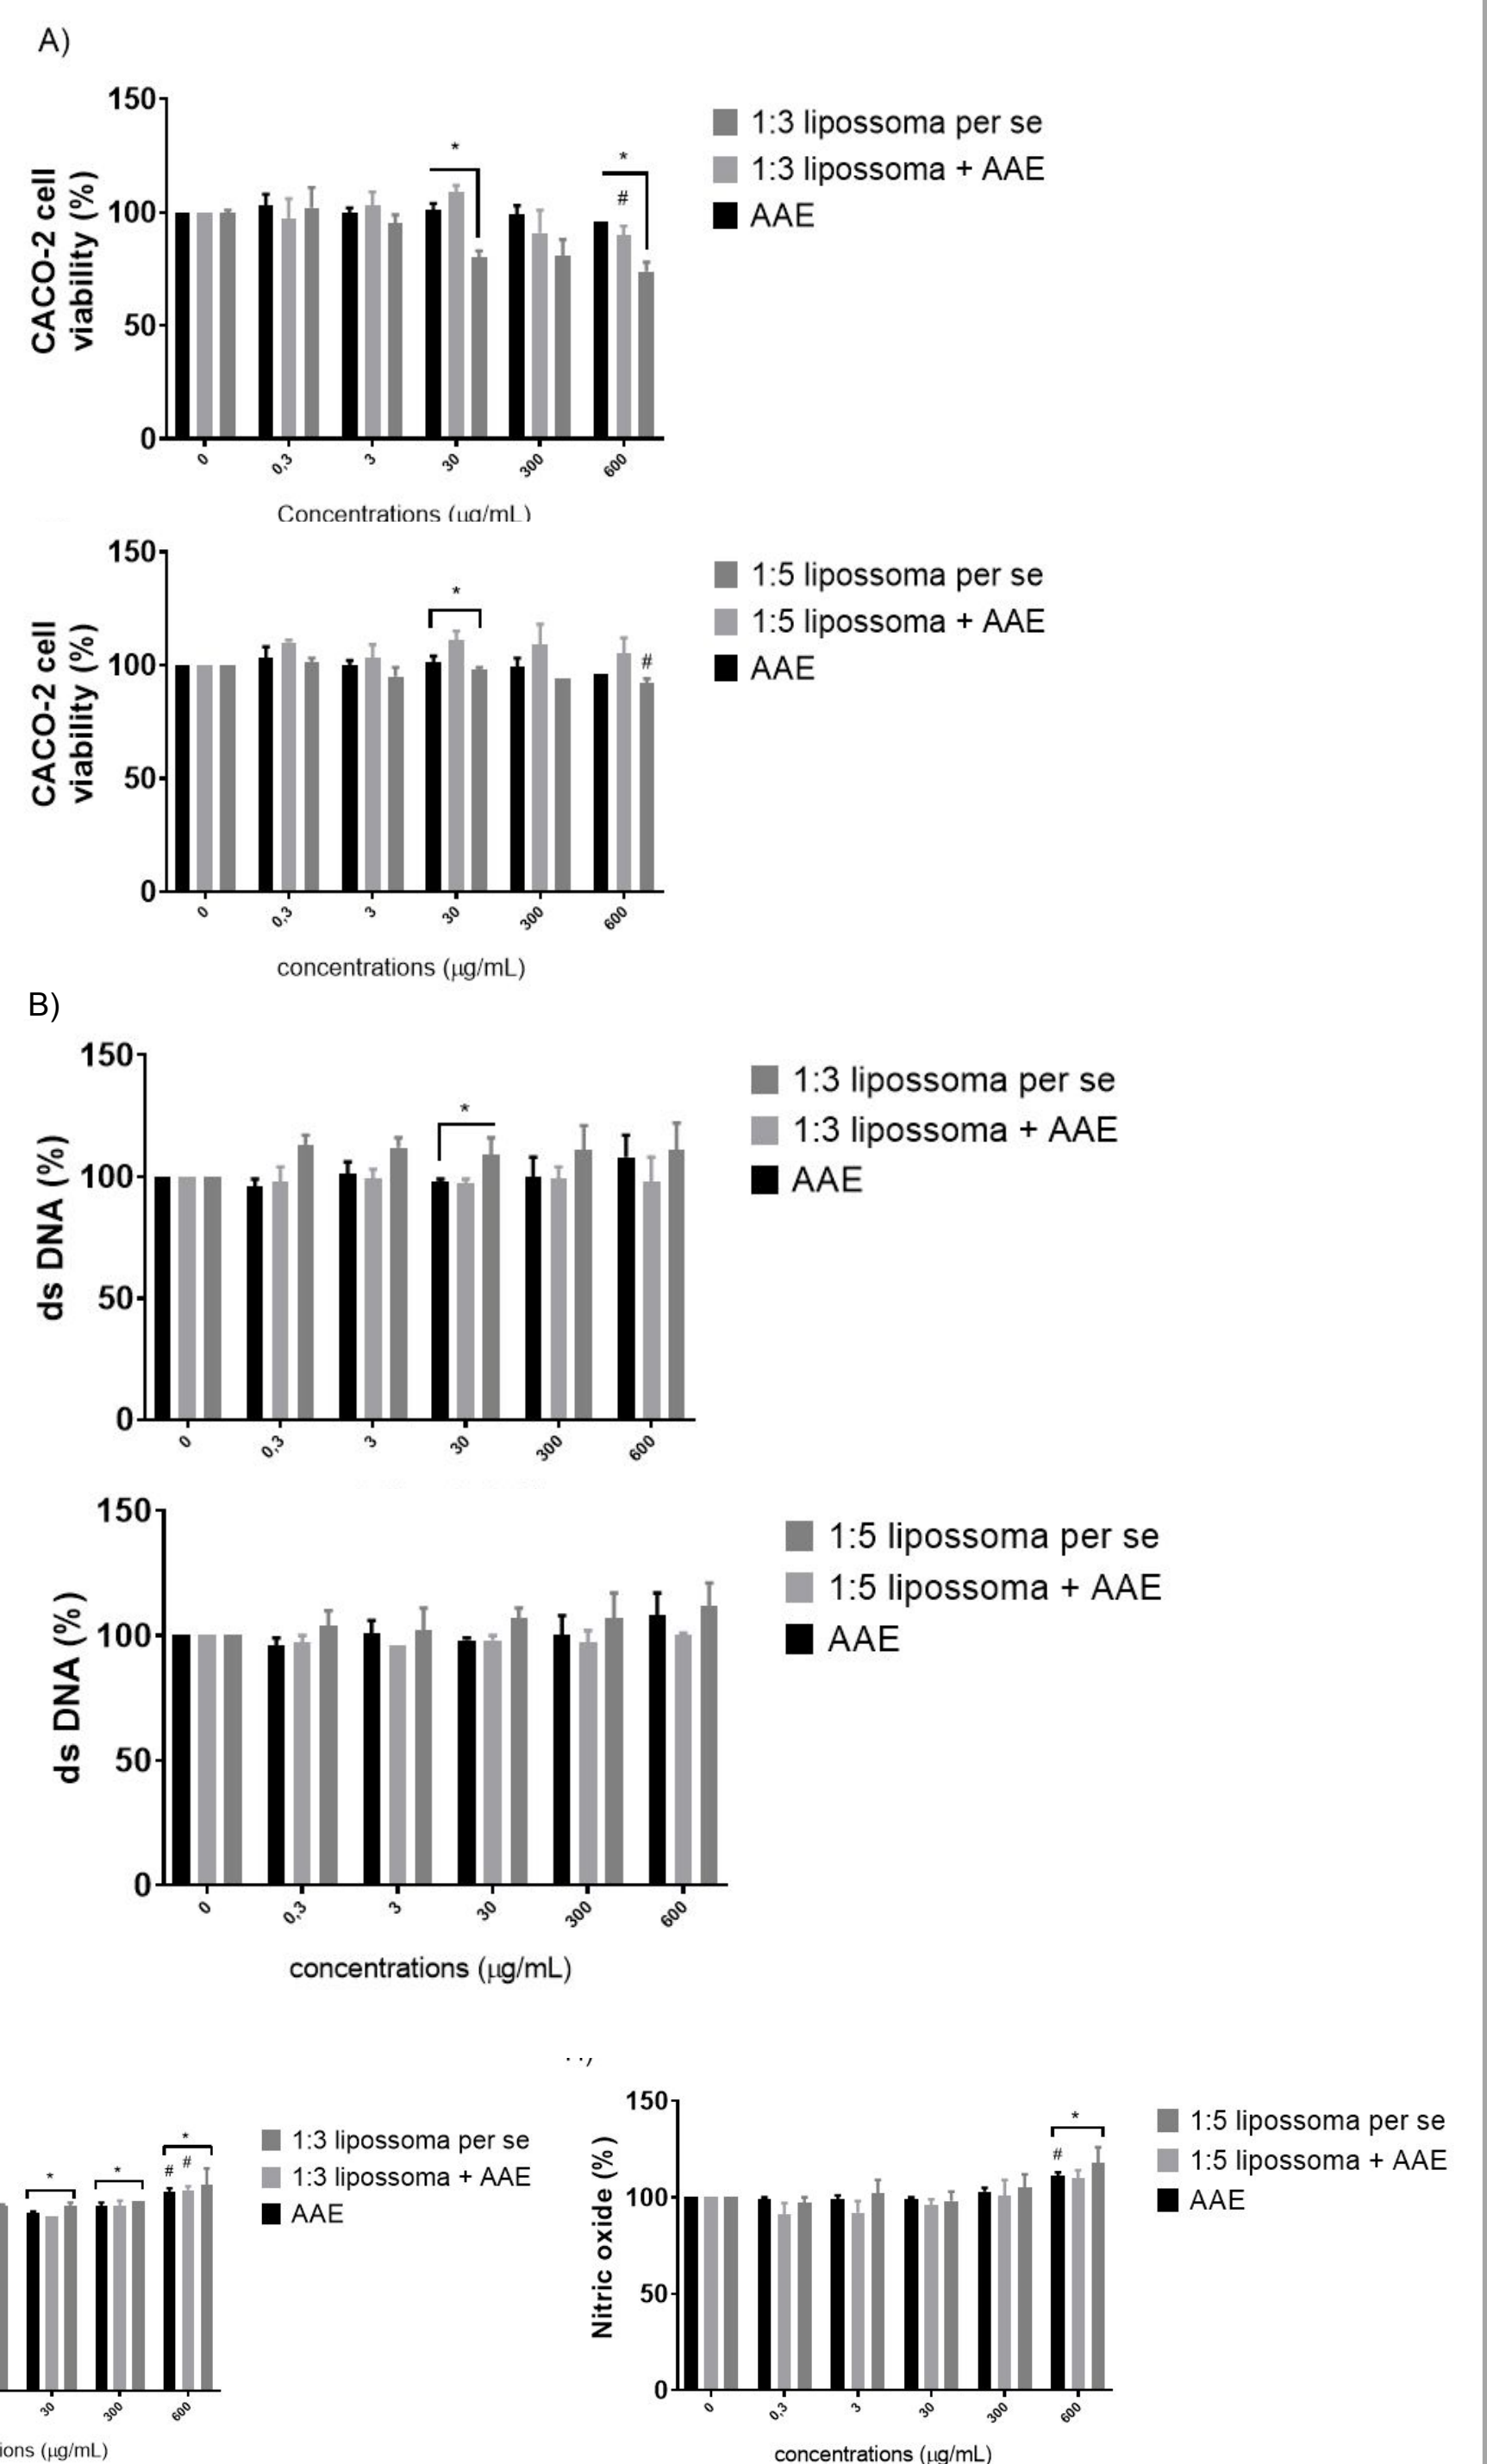 A)
150
100
50
0
CACO-2 cell
viability (%)
*
*
#
0
0,3
3
30
300
600
Concentrations (µg/mL)
1:3 lipossoma per se
1:3 lipossoma + AAE
AAE
150
100
50
0
CACO-2 cell
viability (%)
*
#
0
0,3
3
30
300
600
concentrations (µg/mL)
1:5 lipossoma per se
1:5 lipossoma + AAE
AAE
B)
150
100
50
0
ds DNA (%)
*
0
0,3
3
30
300
600
1:3 lipossoma per se
1:3 lipossoma + AAE
AAE
150
100
50
0
ds DNA (%)
0
0,3
3
30
300
600
concentrations (µg/mL)
1:5 lipossoma per se
1:5 lipossoma + AAE
AAE
*
*
*
#
#
30
300
600
ions (µg/mL)
1:3 lipossoma per se
1:3 lipossoma + AAE
AAE
150
100
50
0
Nitric oxide (%)
*
#
0
0,3
3
30
300
600
concentrations (µg/mL)
1:5 lipossoma per se
1:5 lipossoma + AAE
AAE